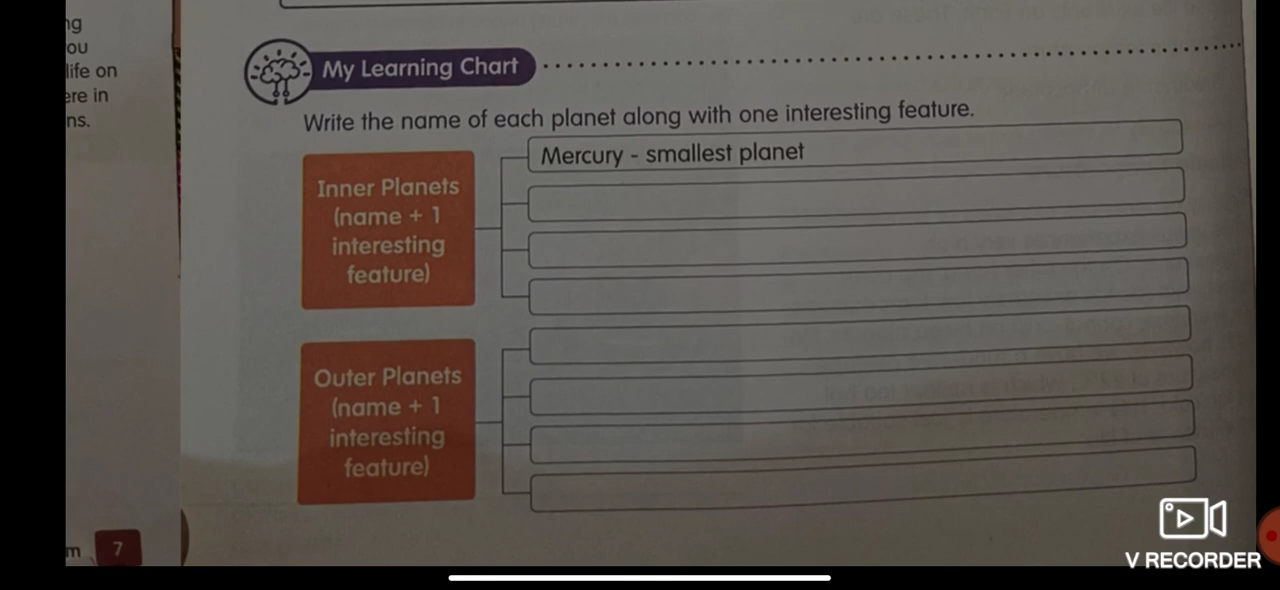 ng
ou
life on
ere in
ns.
My Learning Chart
Write the name of each planet along with one interesting feature.
Mercury - smallest planet
Inner Planets
(name + 1
interesting
feature)
Outer Planets
(name + 1
interesting
feature)
m
7
V RECORDER